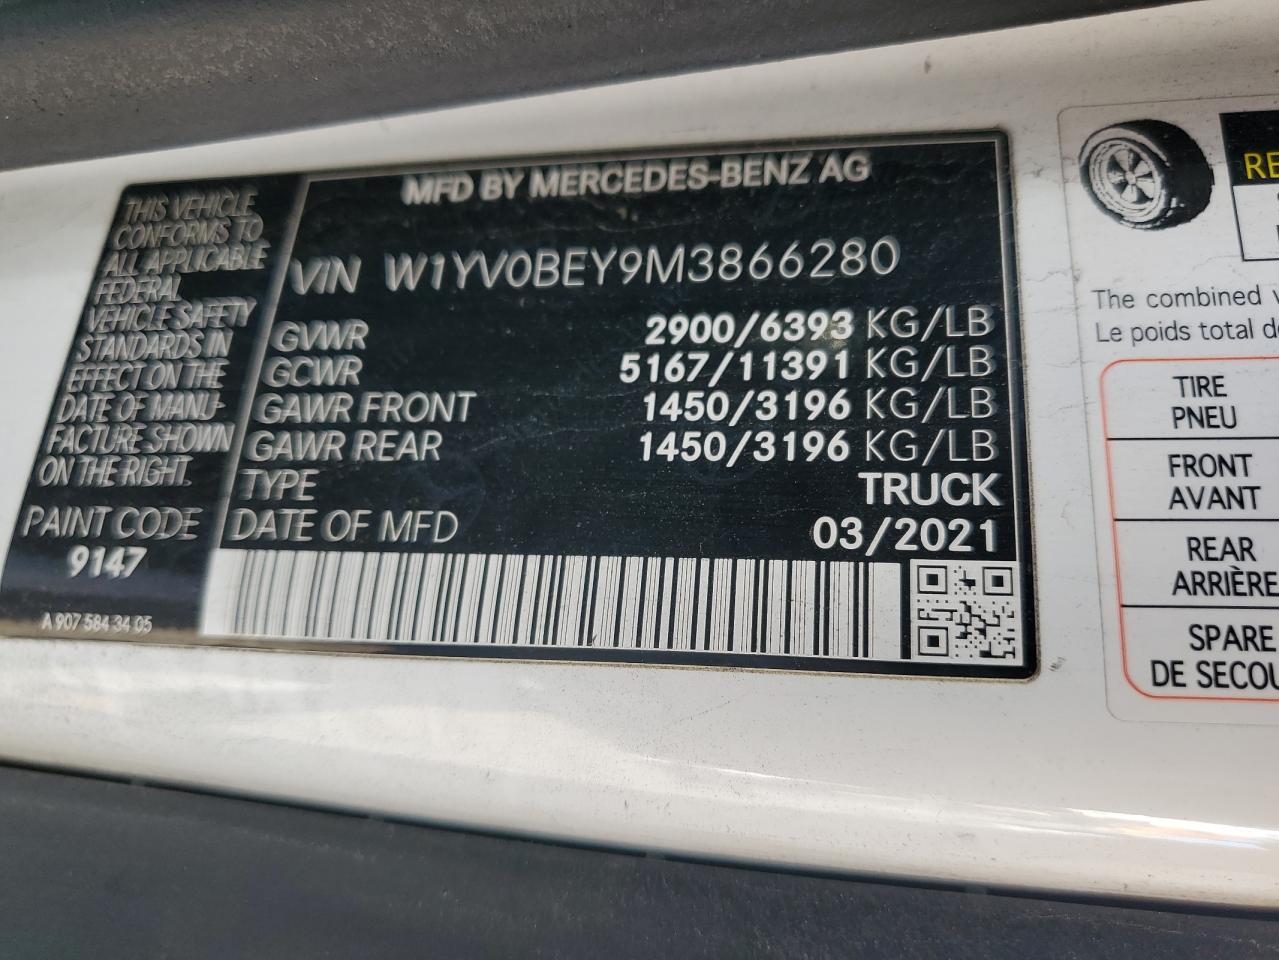 MFD BY MERCEDES-BENZ AG
THIS VEHICLE
CONFORMS TO
ALL APPLICABLE
FEDERAL
VEHICLE SAFETY
STANDARDS IN
EFFECT ON THE
DATE OF MANU-
FACTURE SHOWN
ON THE RIGHT.
PAINT CODE
9147
A 907 584 34 05
VIN W1YV0BEY9M3866280
GVWR 2900/6393 KG/LB
GCWR 5167/11391 KG/LB
GAWR FRONT 1450/3196 KG/LB
GAWR REAR 1450/3196 KG/LB
TYPE TRUCK
DATE OF MFD 03/2021
RE
The combined
Le poids total
TIRE
PNEU
FRONT
AVANT
REAR
ARRIÈRE
SPARE
DE SECOU